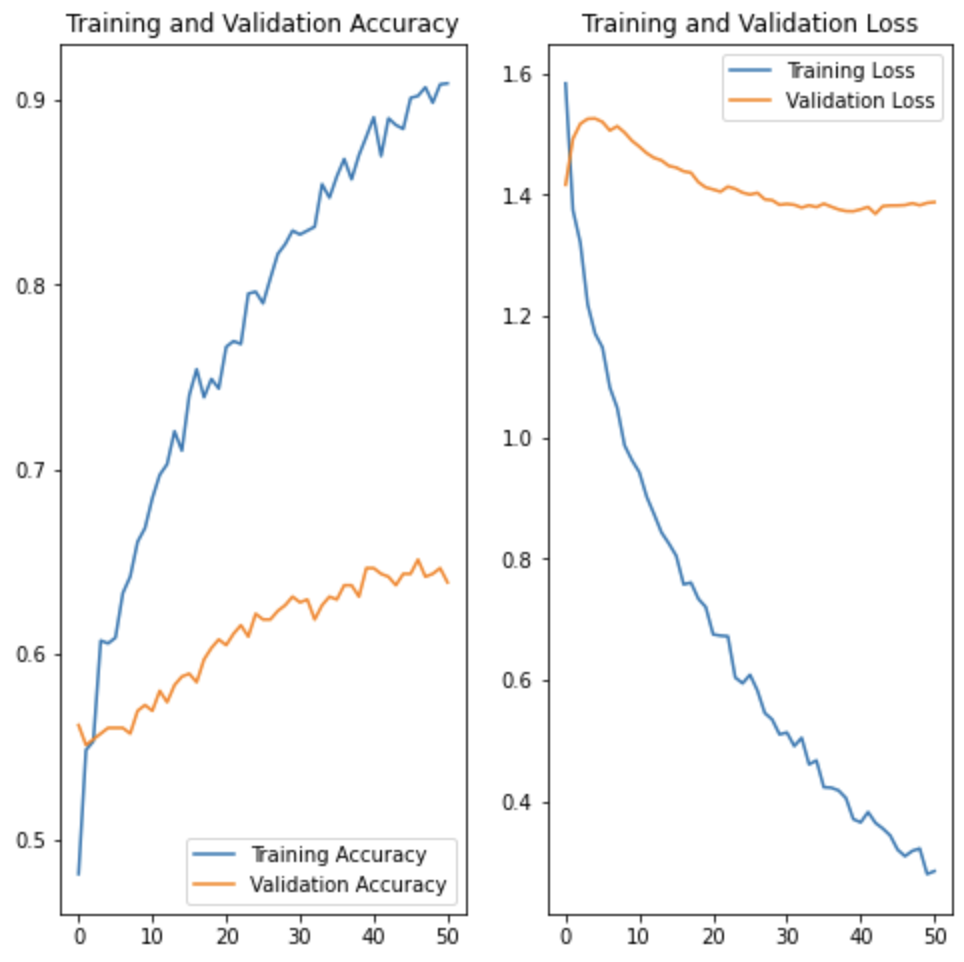 Training and Validation Accuracy
0.9
0.8
0.7
0.6
0.5
Training Accuracy
Validation Accuracy
0 10 20 30 40 50
Training and Validation Loss
1.6
1.4
1.2
1.0
0.8
0.6
0.4
Training Loss
Validation Loss
0 10 20 30 40 50